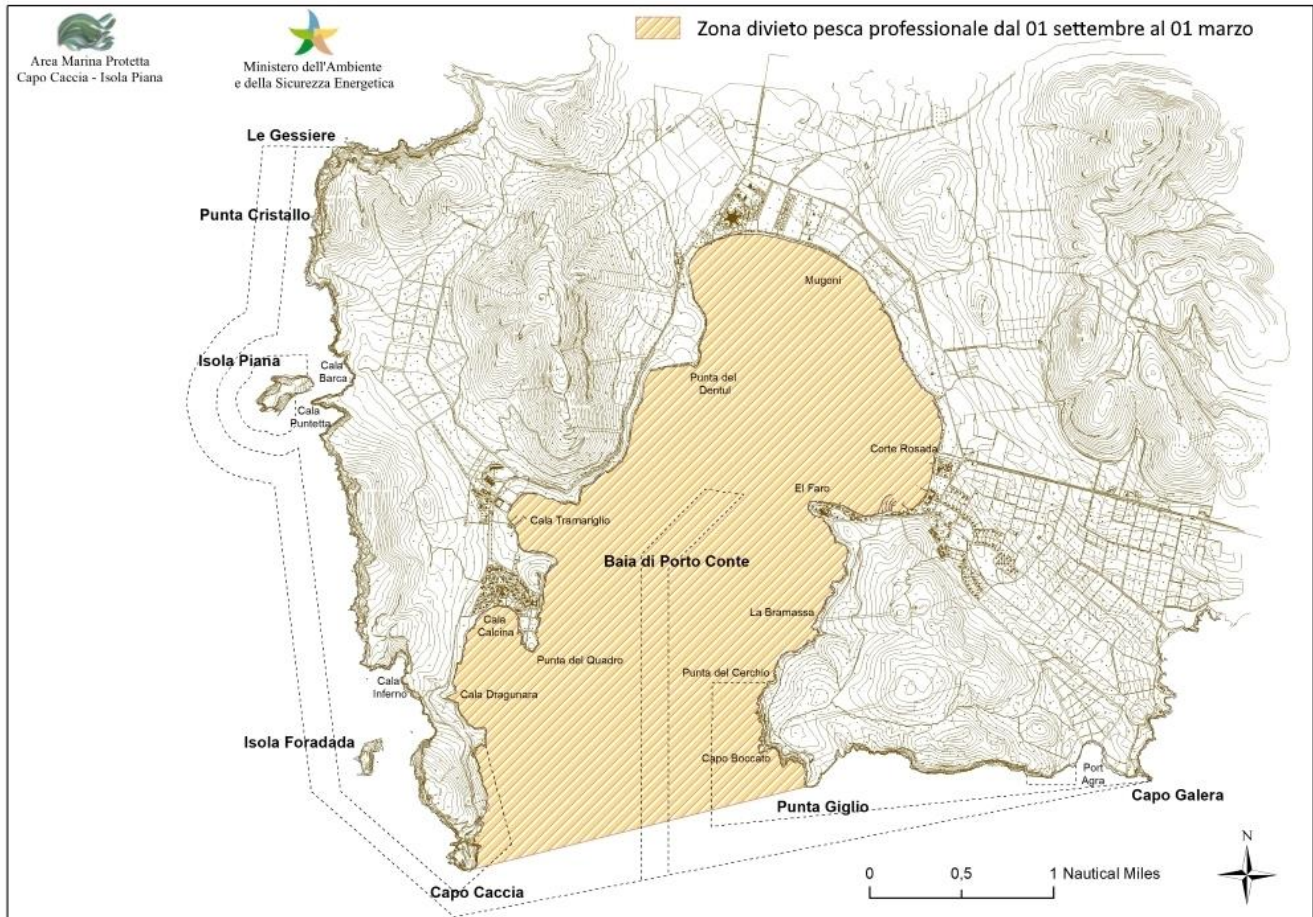 Zona divieto pesca professionale dal 01 settembre al 01 marzo
Area Marina Protetta
Capo Caccia - Isola Piana
Ministero dell'Ambiente
e della Sicurezza Energetica
Le Gessiere
Punta Cristallo
Mugoni
Isola Piana
Cala
Barca
Punta del
Dentul
Cala
Puntetta
Corte Rosada
El Faro
Cala Tramariglio
Baia di Porto Conte
La Bramassa
Cala
Calcina
Punta del Quadro
Punta del Cerchio
Cala
Inferno
Cala Dragunara
Isola Foradada
Capo Boccato
Port
Agra
Punta Giglio
Capo Galera
N
0 0,5 1 Nautical Miles
Capo Caccia